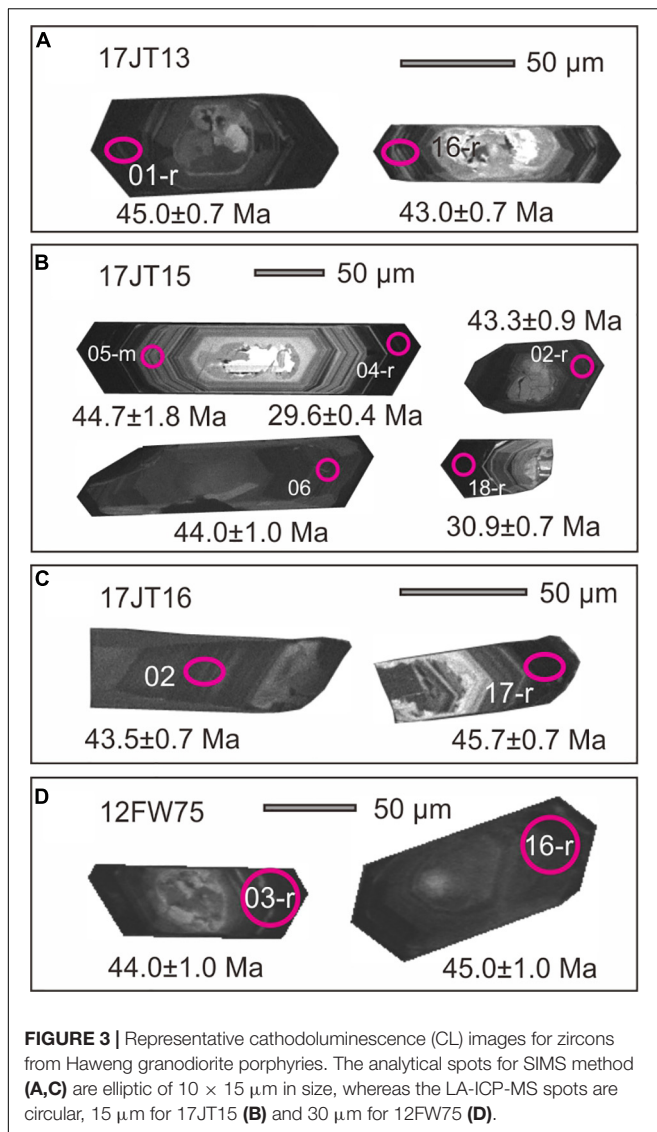 A
17JT13
50 µm
01-r
16-r
45.0±0.7 Ma
43.0±0.7 Ma
B
17JT15
50 µm
43.3±0.9 Ma
05-m
04-r
02-r
44.7±1.8 Ma
29.6±0.4 Ma
06
18-r
44.0±1.0 Ma
30.9±0.7 Ma
C
17JT16
50 µm
02
17-r
43.5±0.7 Ma
45.7±0.7 Ma
D
12FW75
50 µm
03-r
16-r
44.0±1.0 Ma
45.0±1.0 Ma
FIGURE 3 | Representative cathodoluminescence (CL) images for zircons
from Haweng granodiorite porphyries. The analytical spots for SIMS method
(A,C) are elliptic of 10 × 15 µm in size, whereas the LA-ICP-MS spots are
circular, 15 µm for 17JT15 (B) and 30 µm for 12FW75 (D).